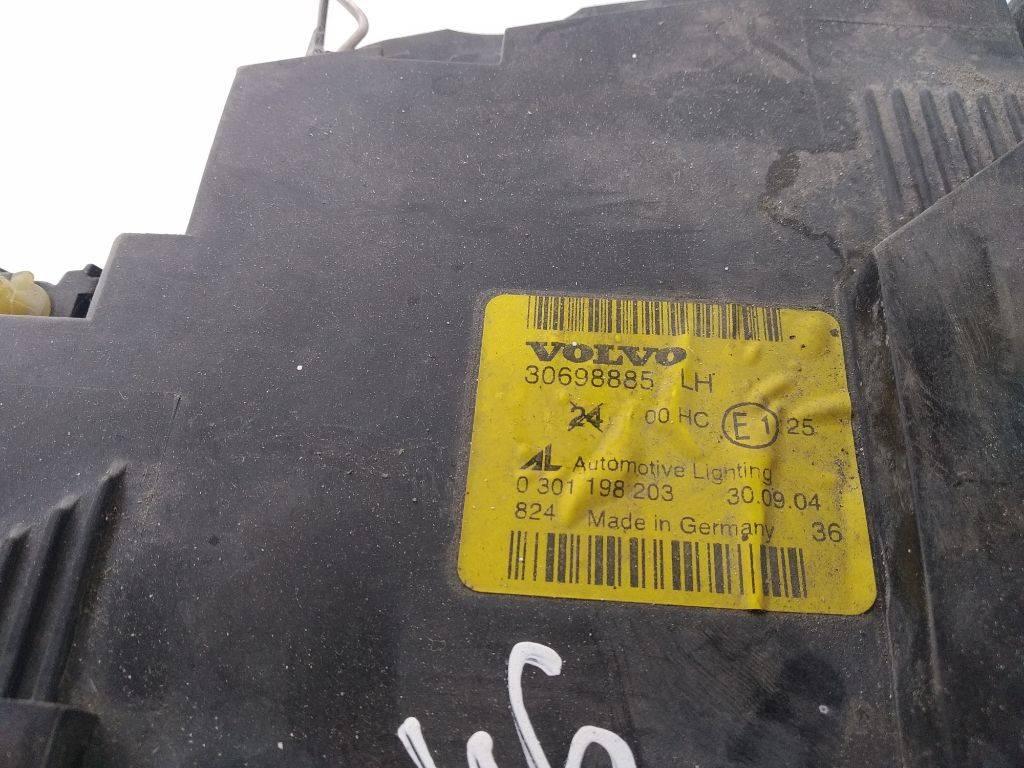 VOLVO
30698885 LH
24 00 HC E1 25
AL Automotive Lighting
0 301 198 203 30.09.04
824 Made in Germany 36